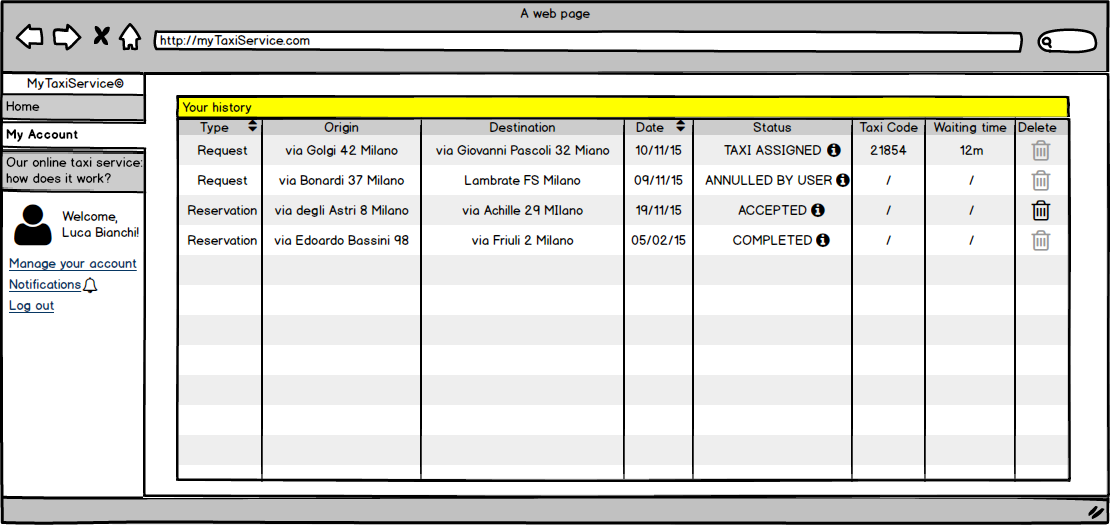 A web page
http://myTaxiService.com
MyTaxiService©
Home
My Account
Our online taxi service:
how does it work?
Welcome,
Luca Bianchi!
Manage your account
Notifications
Log out
Your history
Type Origin Destination Date Status Taxi Code Waiting time Delete
Request via Golgi 42 Milano via Giovanni Pascoli 32 Miano 10/11/15 TAXI ASSIGNED 21854 12m
Request via Bonardi 37 Milano Lambrate FS Milano 09/11/15 ANNULLED BY USER / /
Reservation via degli Astri 8 Milano via Achille 29 MIlano 19/11/15 ACCEPTED / /
Reservation via Edoardo Bassini 98 via Friuli 2 Milano 05/02/15 COMPLETED / /